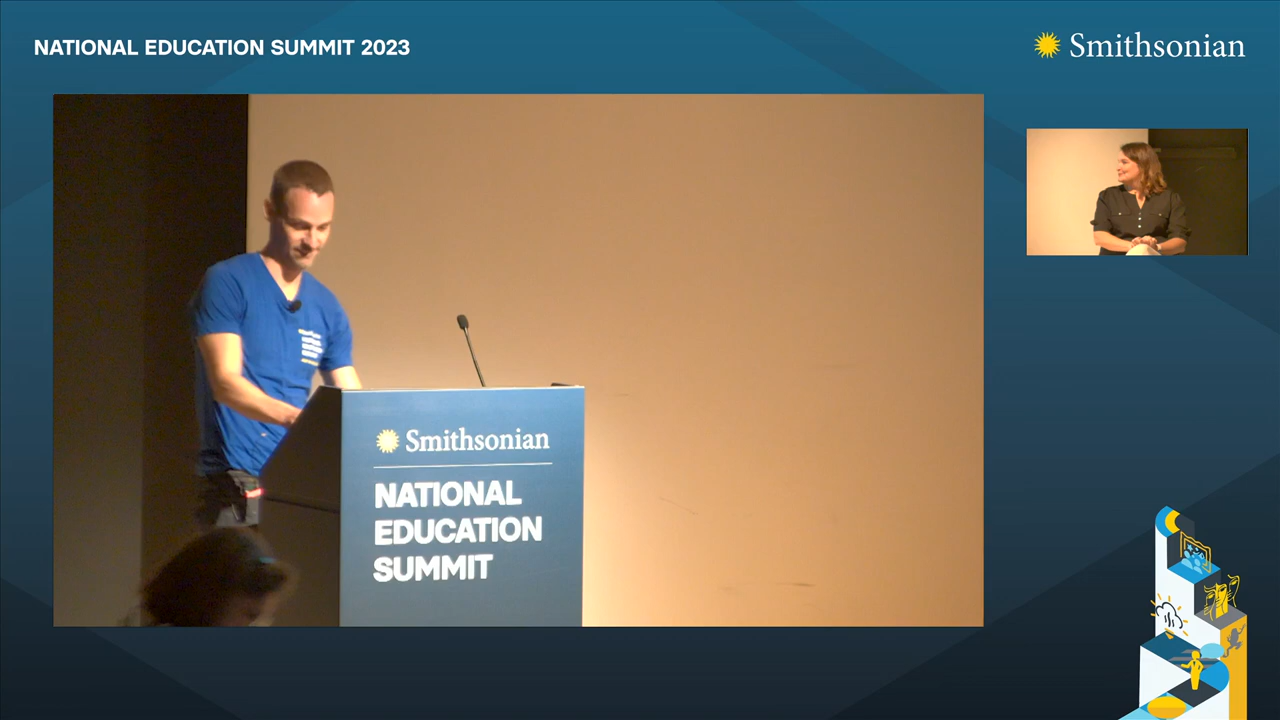 NATIONAL EDUCATION SUMMIT 2023
Smithsonian
Smithsonian
NATIONAL
EDUCATION
SUMMIT